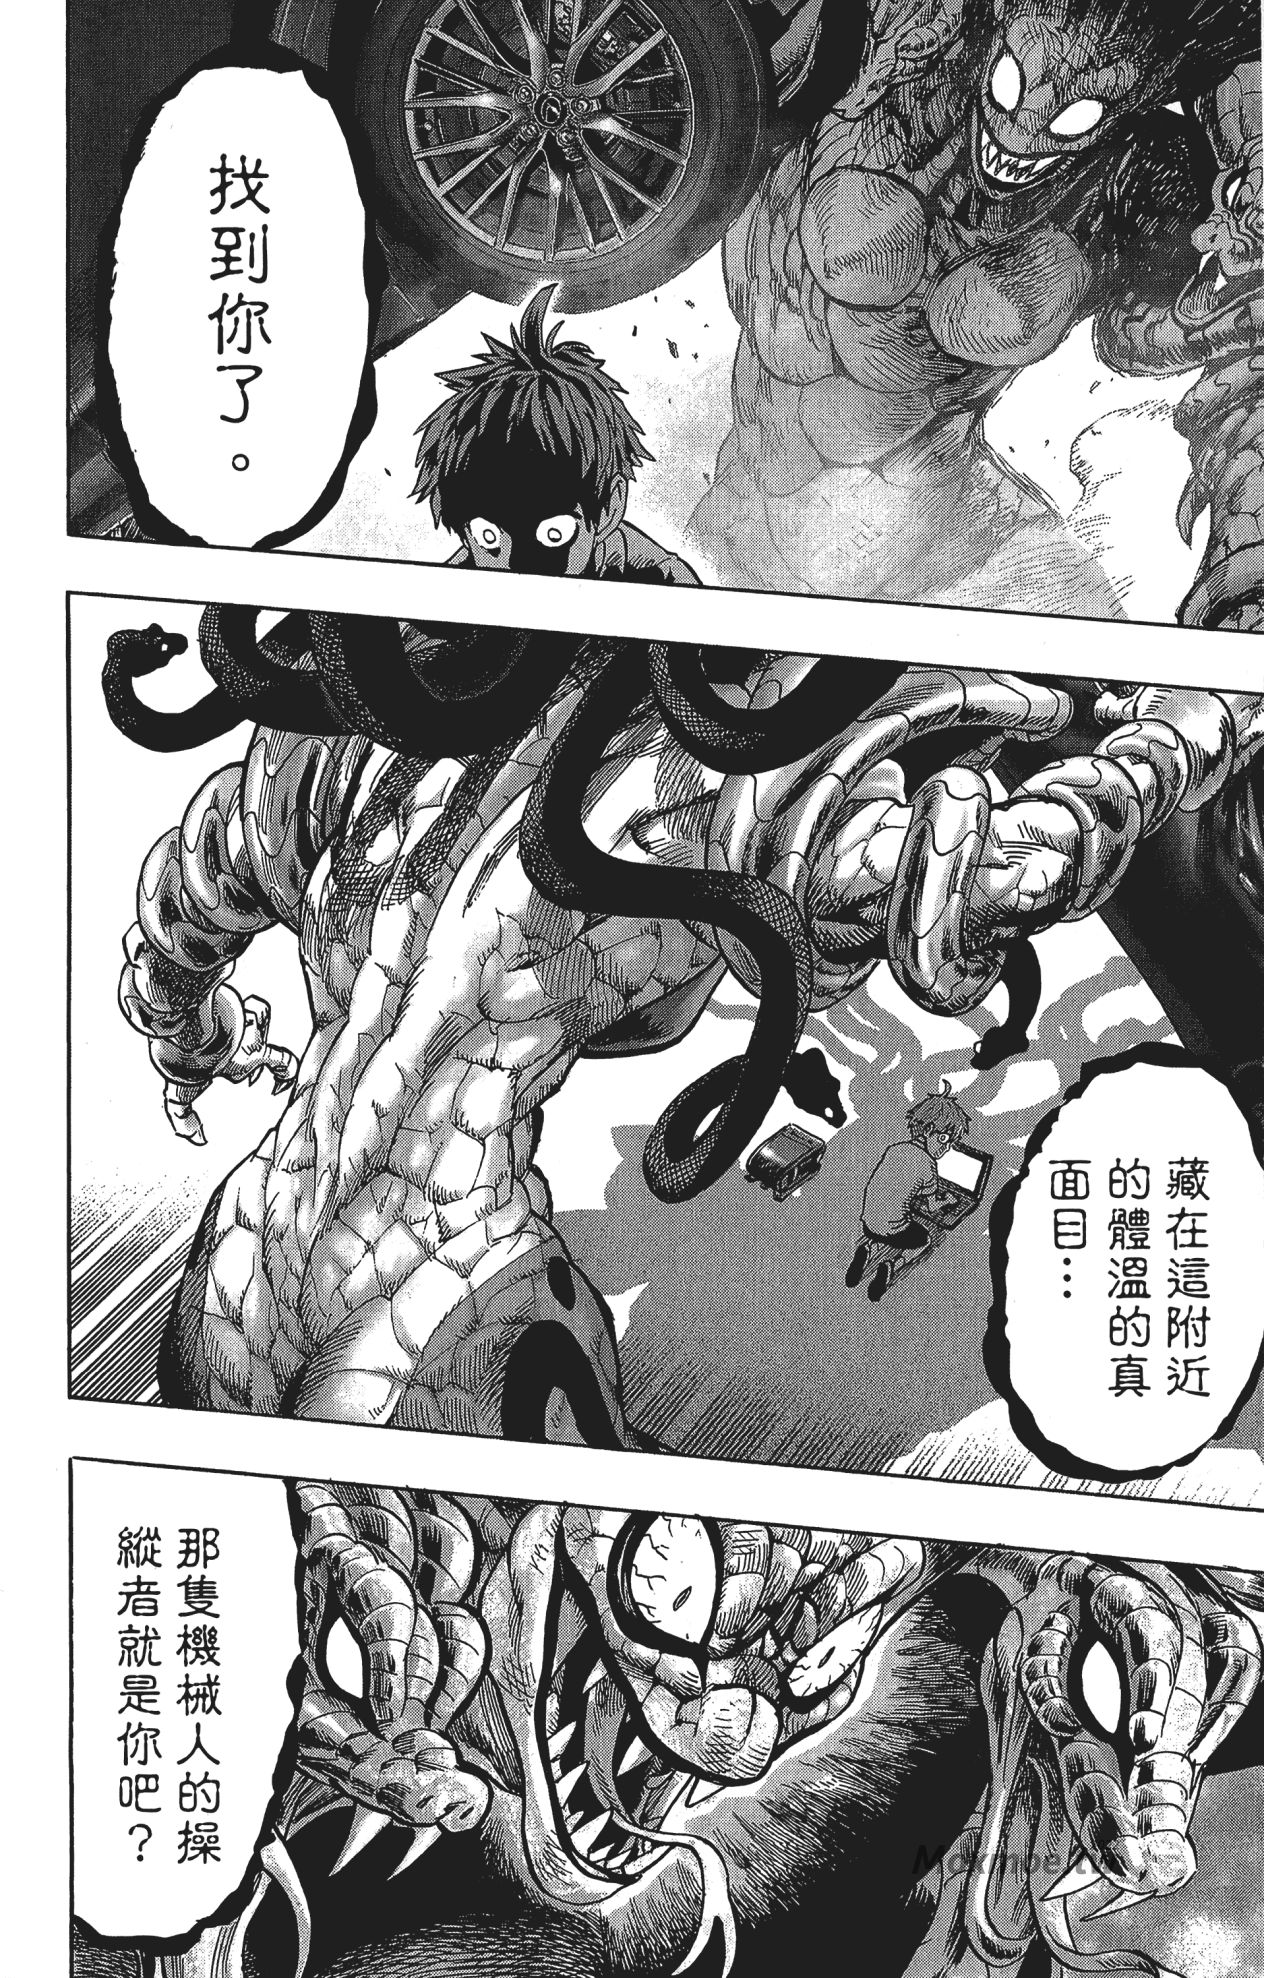 找到你了。
藏在這附近
的體溫的真
面目…
那隻機械人的操
縱者就是你吧？